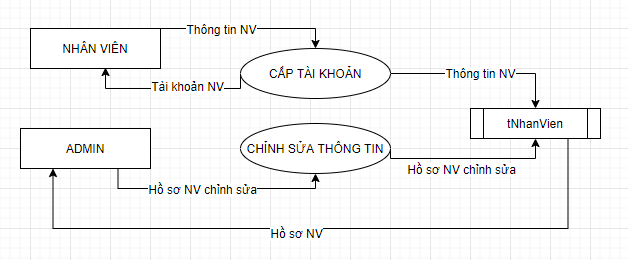 Thông tin NV
NHÂN VIÊN
CẤP TÀI KHOẢN
Thông tin NV
Tài khoản NV
tNhanVien
ADMIN
CHỈNH SỬA THÔNG TIN
Hồ sơ NV chỉnh sửa
Hồ sơ NV chỉnh sửa
Hồ sơ NV